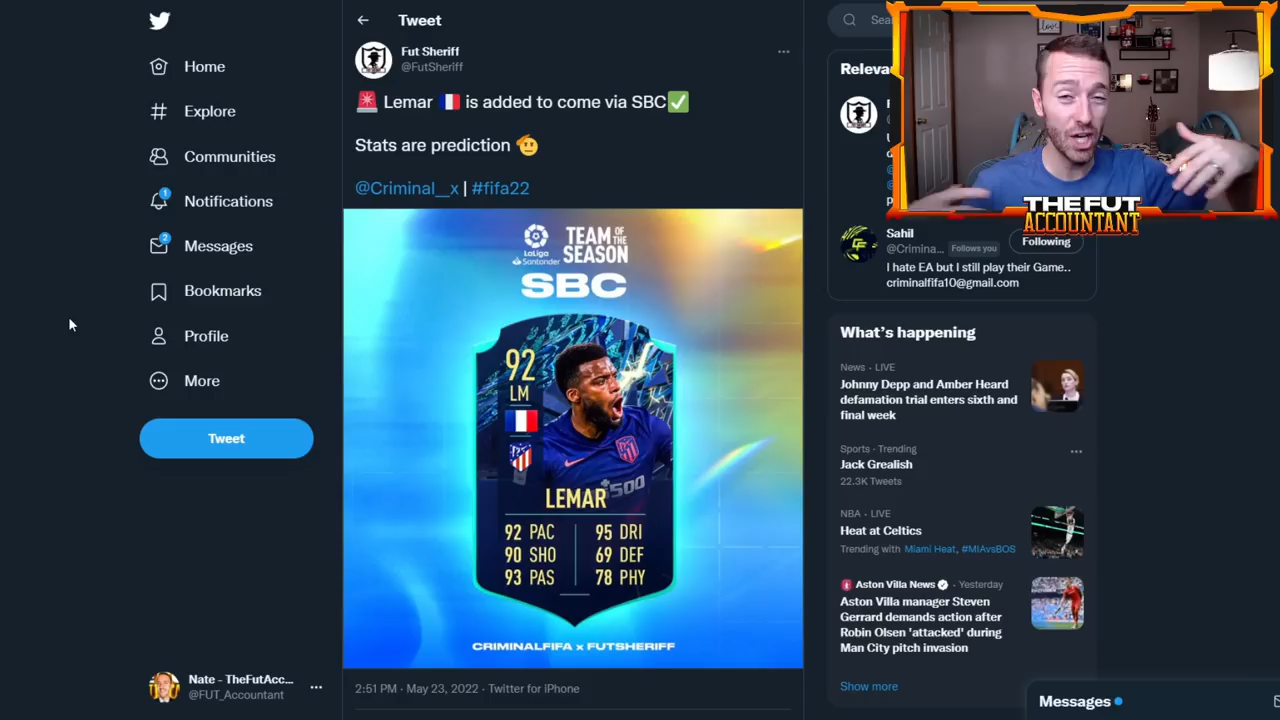 Home
Explore
Communities
1
Notifications
2
Messages
Bookmarks
Profile
More
Tweet
Nate - TheFutAcc...
@FUT_Accountant
Tweet
Fut Sheriff
@FutSheriff
Lemar is added to come via SBC
Stats are prediction
@Criminal__x | #fifa22
LaLiga
Santander
TEAM OF THE SEASON
SBC
92
LM
+500
LEMAR
92 PAC 95 DRI
90 SHO 69 DEF
93 PAS 78 PHY
CRIMINALFIFA x FUTSHERIFF
2:51 PM · May 23, 2022 · Twitter for iPhone
THE FUT
ACCOUNTANT
Sahil
@Crimina... Follows you
Following
I hate EA but I still play their Game..
criminalfifa10@gmail.com
What's happening
News · LIVE
Johnny Depp and Amber Heard
defamation trial enters sixth and
final week
Sports · Trending
Jack Grealish
22.3K Tweets
NBA · LIVE
Heat at Celtics
Trending with Miami Heat, #MIAvsBOS
Aston Villa News · Yesterday
Aston Villa manager Steven
Gerrard demands action after
Robin Olsen 'attacked' during
Man City pitch invasion
Show more
Messages